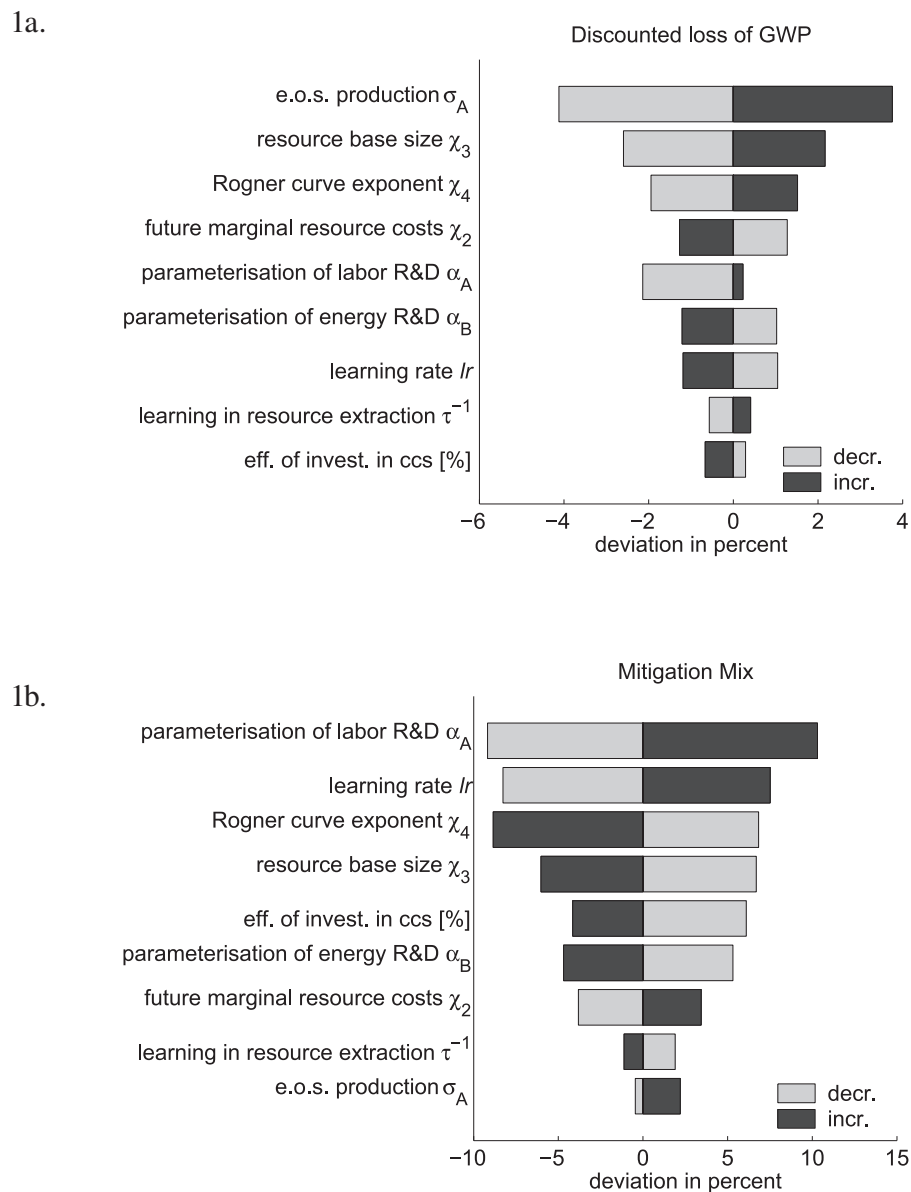 1a.
Discounted loss of GWP
e.o.s. production σA
resource base size χ3
Rogner curve exponent χ4
future marginal resource costs χ2
parameterisation of labor R&D αA
parameterisation of energy R&D αB
learning rate lr
learning in resource extraction τ−1
eff. of invest. in ccs [%]
decr.
incr.
−6 −4 −2 0 2 4
deviation in percent
1b.
Mitigation Mix
parameterisation of labor R&D αA
learning rate lr
Rogner curve exponent χ4
resource base size χ3
eff. of invest. in ccs [%]
parameterisation of energy R&D αB
future marginal resource costs χ2
learning in resource extraction τ−1
e.o.s. production σA
decr.
incr.
−10 −5 0 5 10 15
deviation in percent